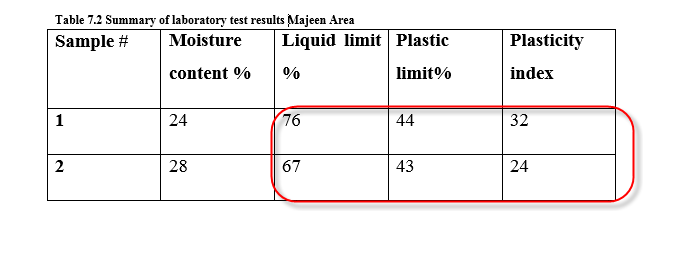 Table 7.2 Summary of laboratory test results Majeen Area
Sample # Moisture content % Liquid limit % Plastic limit% Plasticity index
1 24 76 44 32
2 28 67 43 24